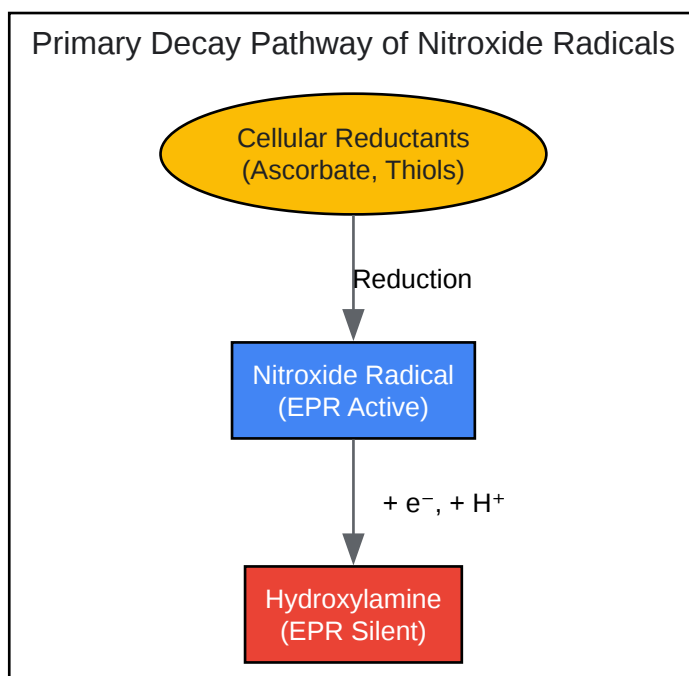 Primary Decay Pathway of Nitroxide Radicals
Cellular Reductants
(Ascorbate, Thiols)
Reduction
Nitroxide Radical
(EPR Active)
+ e⁻, + H⁺
Hydroxylamine
(EPR Silent)